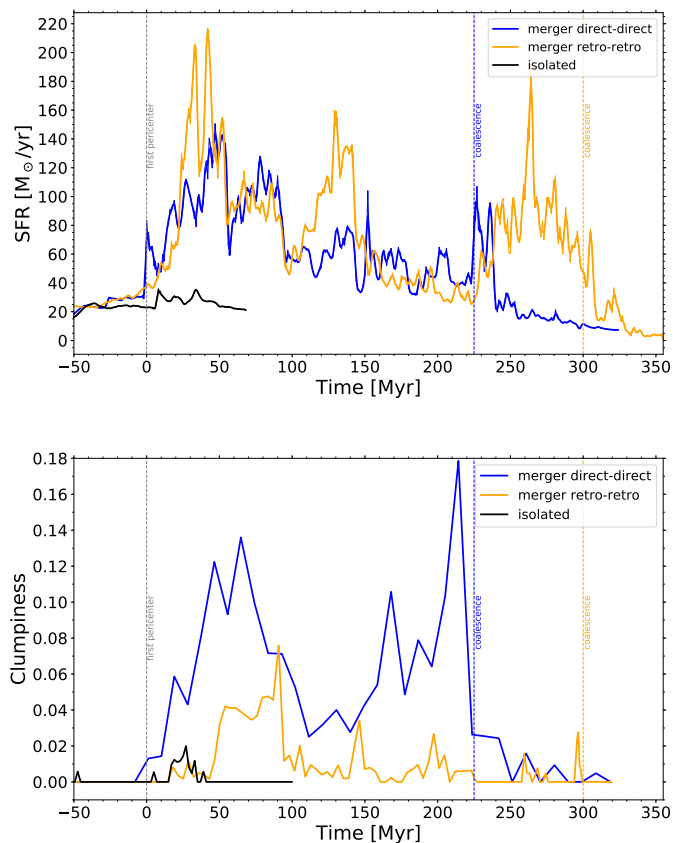 220
200
180
160
140
120
100
80
60
40
20
0
SFR [M⊙/yr]
merger direct-direct
merger retro-retro
isolated
first pericenter
coalescence
coalescence
−50 0 50 100 150 200 250 300 350
Time [Myr]
0.18
0.16
0.14
0.12
0.10
0.08
0.06
0.04
0.02
0.00
Clumpiness
merger direct-direct
merger retro-retro
isolated
first pericenter
coalescence
coalescence
−50 0 50 100 150 200 250 300 350
Time [Myr]